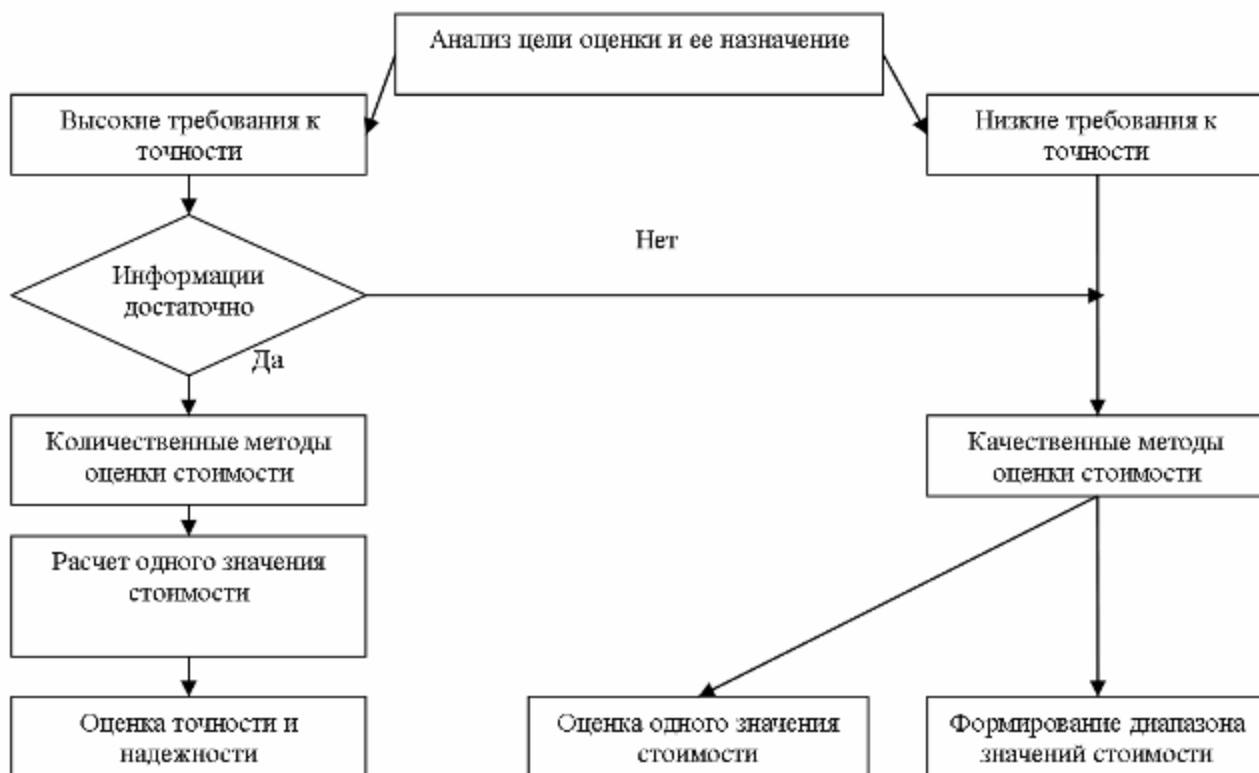 Анализ цели оценки и ее назначение
Высокие требования к
точности
Низкие требования к
точности
Нет
Информации
достаточно
Да
Количественные методы
оценки стоимости
Качественные методы
оценки стоимости
Расчет одного значения
стоимости
Оценка точности и
надежности
Оценка одного значения
стоимости
Формирование диапазона
значений стоимости